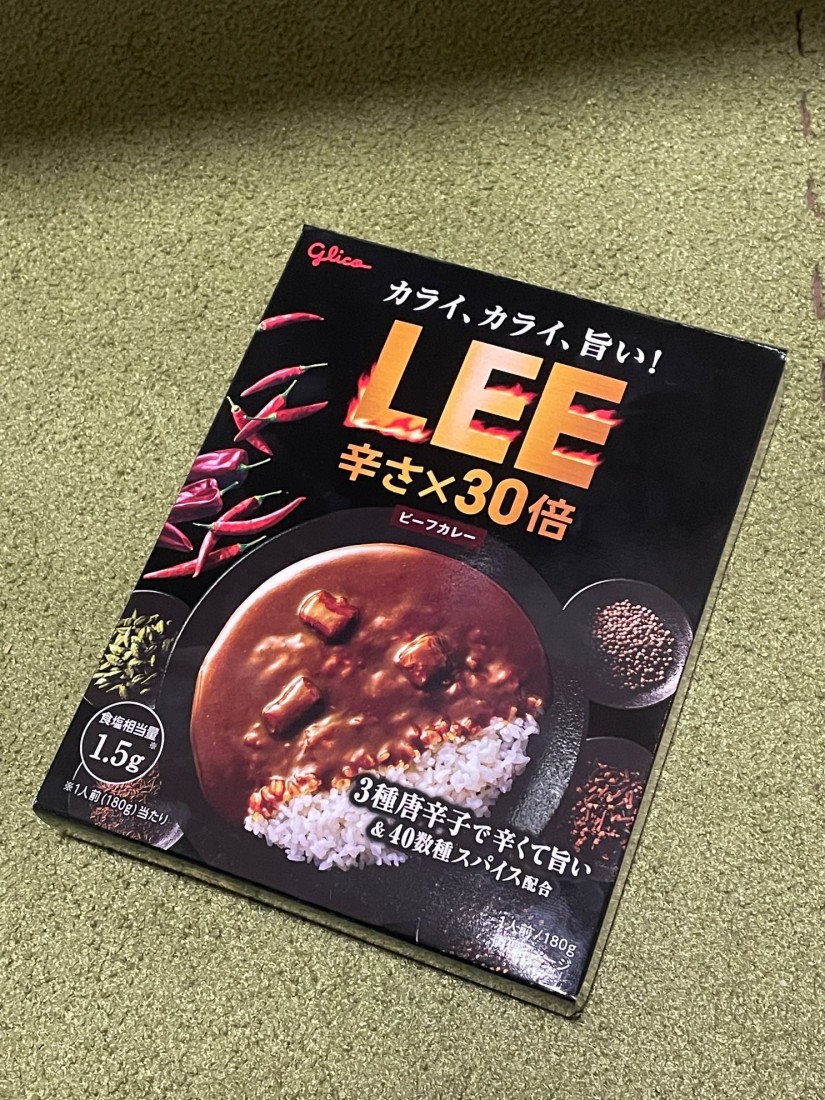 Glico
カライ、カライ、旨い!
LEE
辛さ×30倍
ビーフカレー
食塩相当量※
1.5g
※1人前(180g)当たり
3種唐辛子で辛くて旨い
&40数種スパイス配合
1人前/180g